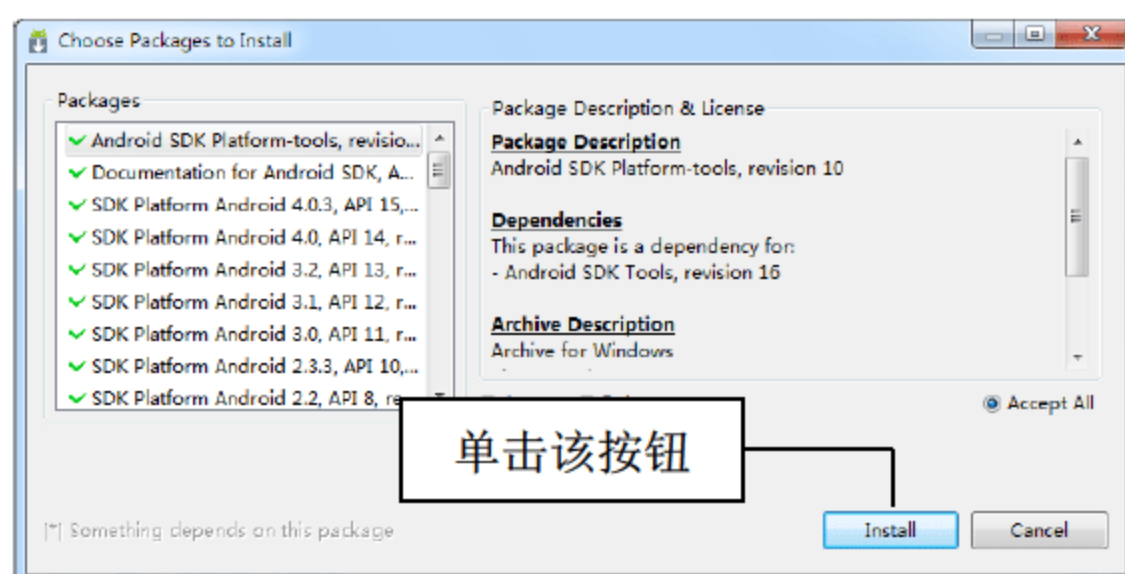 Choose Packages to Install
Packages
Android SDK Platform-tools, revisio...
Documentation for Android SDK, A...
SDK Platform Android 4.0.3, API 15,...
SDK Platform Android 4.0, API 14, r...
SDK Platform Android 3.2, API 13, r...
SDK Platform Android 3.1, API 12, r...
SDK Platform Android 3.0, API 11, r...
SDK Platform Android 2.3.3, API 10,...
SDK Platform Android 2.2, API 8, re
Package Description & License
Package Description
Android SDK Platform-tools, revision 10
Dependencies
This package is a dependency for:
- Android SDK Tools, revision 16
Archive Description
Archive for Windows
Accept All
单击该按钮
[*] Something depends on this package
Install
Cancel